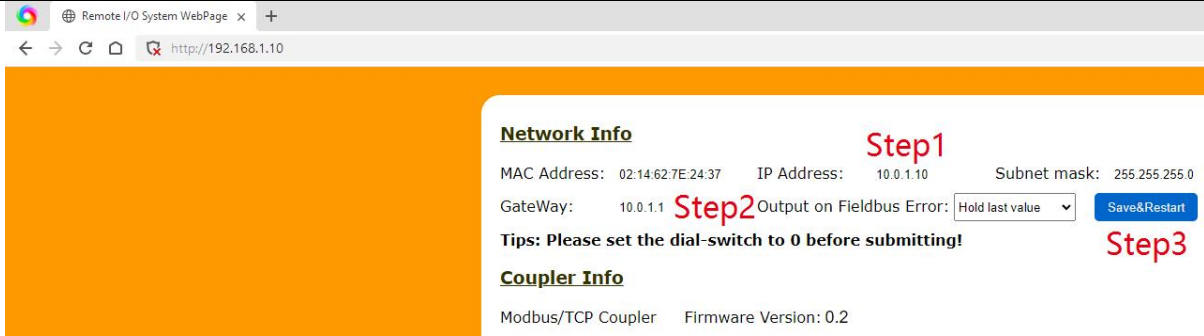 Remote I/O System WebPage
http://192.168.1.10
Network Info
Step1
MAC Address: 02:14:62:7E:24:37 IP Address: 10.0.1.10 Subnet mask: 255.255.255.0
GateWay: 10.0.1.1 Step2 Output on Fieldbus Error: Hold last value Save&Restart
Step3
Tips: Please set the dial-switch to 0 before submitting!
Coupler Info
Modbus/TCP Coupler Firmware Version: 0.2